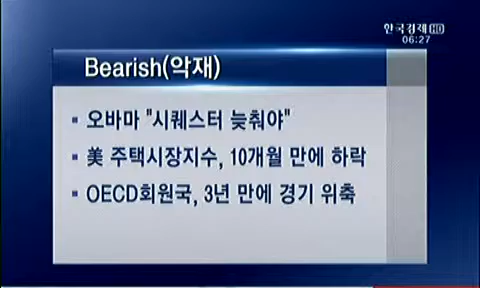 한국경제 HD
06:27
Bearish(악재)
▪ 오바마 "시퀘스터 늦춰야"
▪ 美 주택시장지수, 10개월 만에 하락
▪ OECD회원국, 3년 만에 경기 위축